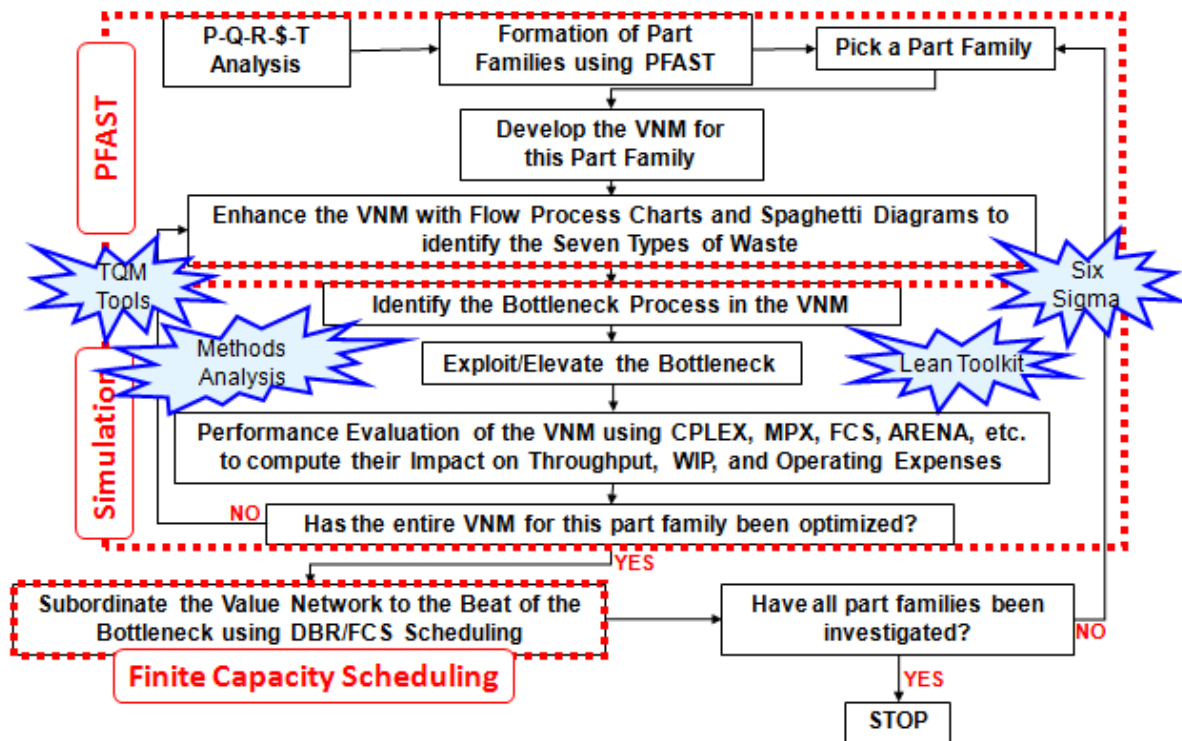 P-Q-R-$-T
Analysis
Formation of Part
Families using PFAST
Pick a Part Family
PFAST
Develop the VNM for
this Part Family
Enhance the VNM with Flow Process Charts and Spaghetti Diagrams to
identify the Seven Types of Waste
TQM
Tools
Six
Sigma
Identify the Bottleneck Process in the VNM
Methods
Analysis
Exploit/Elevate the Bottleneck
Lean Toolkit
Simulation
Performance Evaluation of the VNM using CPLEX, MPX, FCS, ARENA, etc.
to compute their Impact on Throughput, WIP, and Operating Expenses
NO
Has the entire VNM for this part family been optimized?
YES
Subordinate the Value Network to the Beat of the
Bottleneck using DBR/FCS Scheduling
Have all part families been
investigated?
NO
Finite Capacity Scheduling
YES
STOP